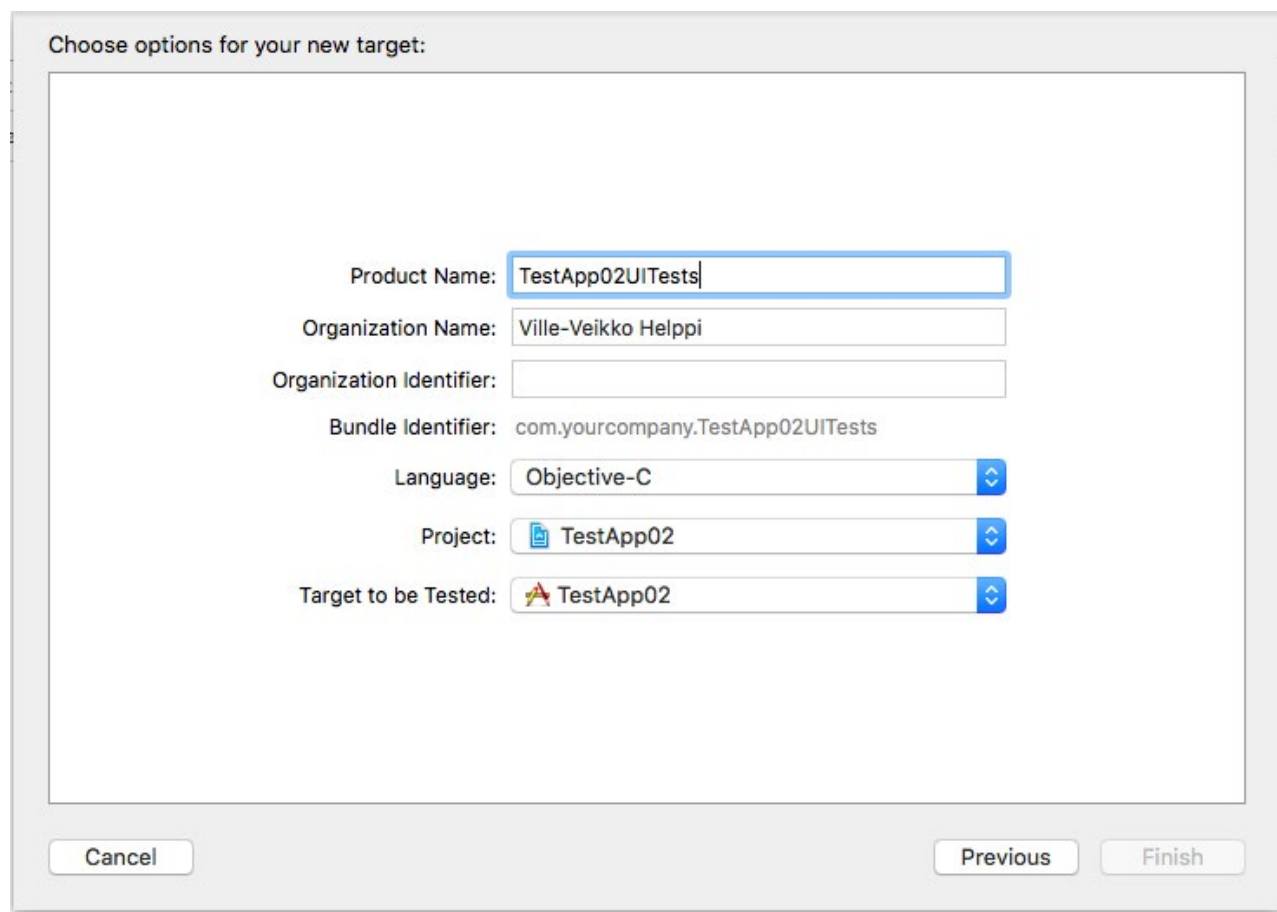 Choose options for your new target:
Product Name: TestApp02UITests
Organization Name: Ville-Veikko Helppi
Organization Identifier:
Bundle Identifier: com.yourcompany.TestApp02UITests
Language: Objective-C
Project: TestApp02
Target to be Tested: TestApp02
Cancel Previous Finish